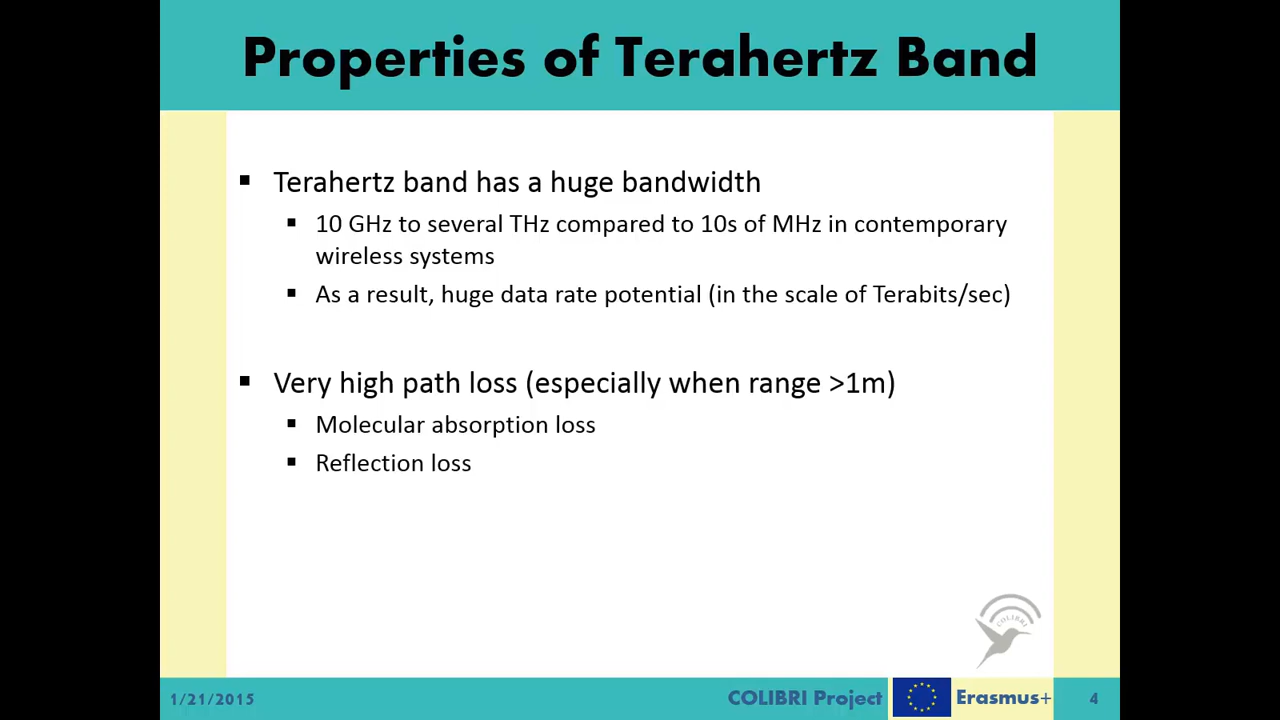 Properties of Terahertz Band
▪ Terahertz band has a huge bandwidth
▪ 10 GHz to several THz compared to 10s of MHz in contemporary
wireless systems
▪ As a result, huge data rate potential (in the scale of Terabits/sec)
▪ Very high path loss (especially when range >1m)
▪ Molecular absorption loss
▪ Reflection loss
COLIBRI
1/21/2015
COLIBRI Project
Erasmus+
4